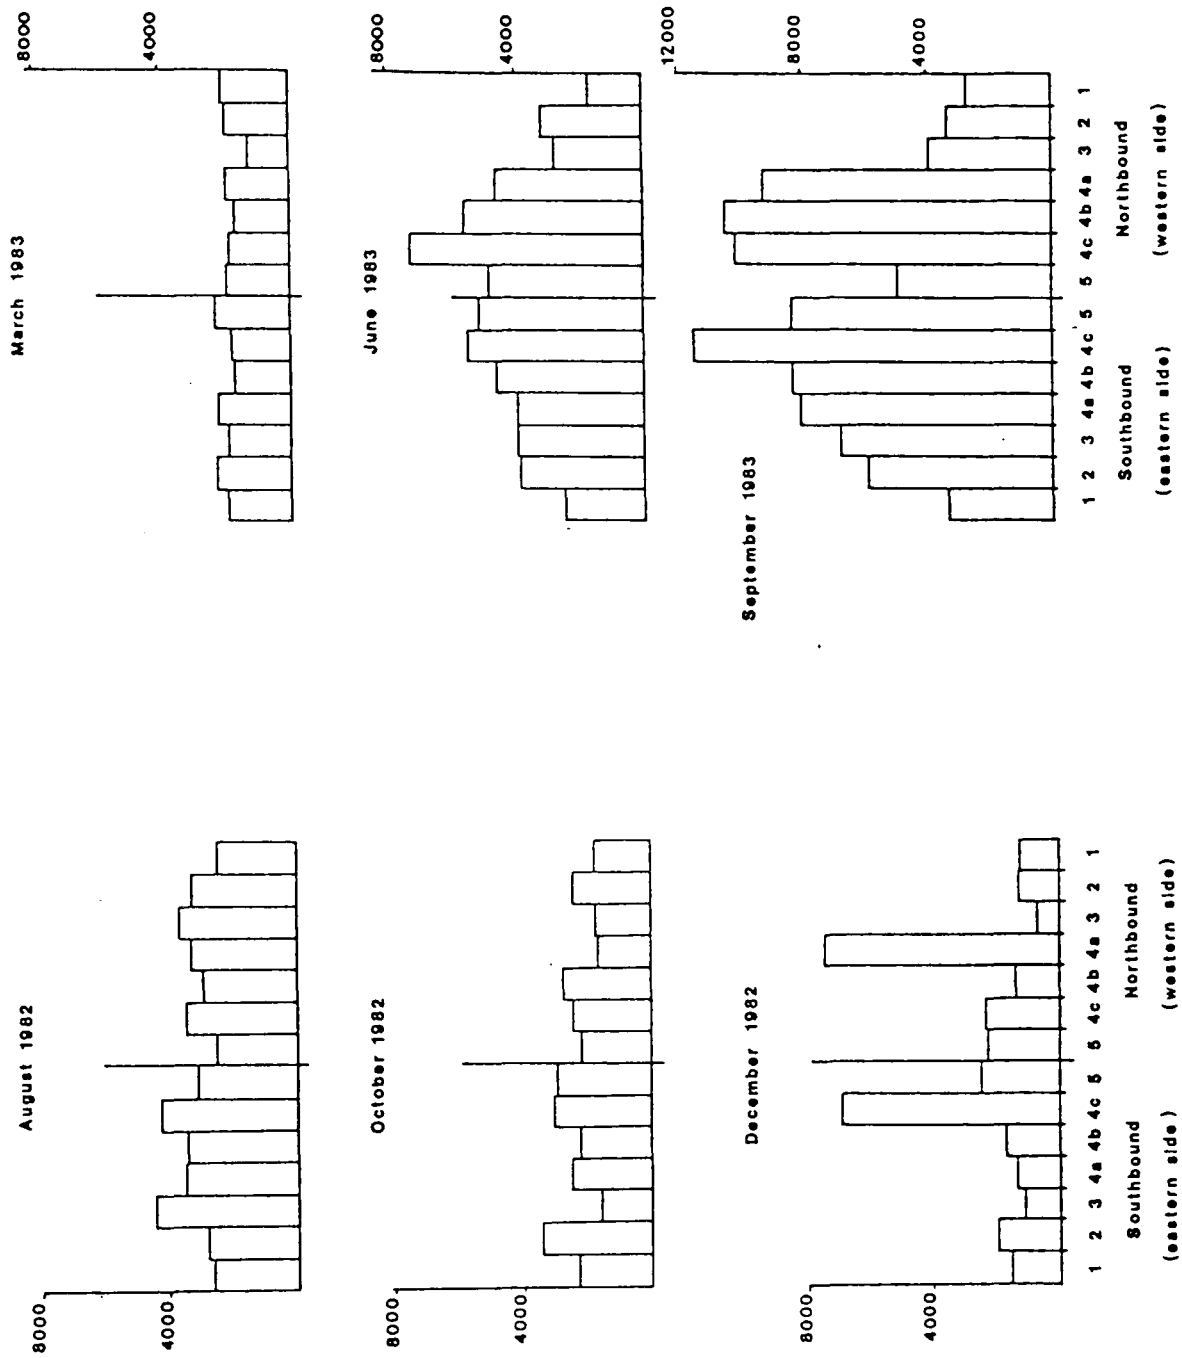 August 1982
8000
4000
October 1982
8000
4000
December 1982
8000
4000
1 2 3 4a 4b 4c 5 5 4c 4b 4a 3 2 1
Southbound Northbound
(eastern side) (western side)
March 1983
8000
4000
June 1983
8000
4000
September 1983
12000
8000
4000
1 2 3 4a 4b 4c 5 5 4c 4b 4a 3 2 1
Southbound Northbound
(eastern side) (western side)